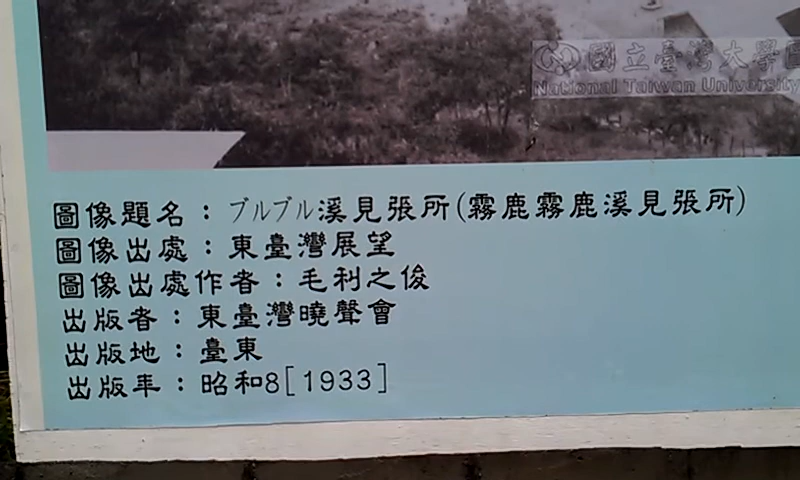 國立臺灣大學
National Taiwan University
圖像題名：ブルブル溪見張所(霧鹿霧鹿溪見張所)
圖像出處：東臺灣展望
圖像出處作者：毛利之俊
出版者：東臺灣曉聲會
出版地：臺東
出版年：昭和8[1933]